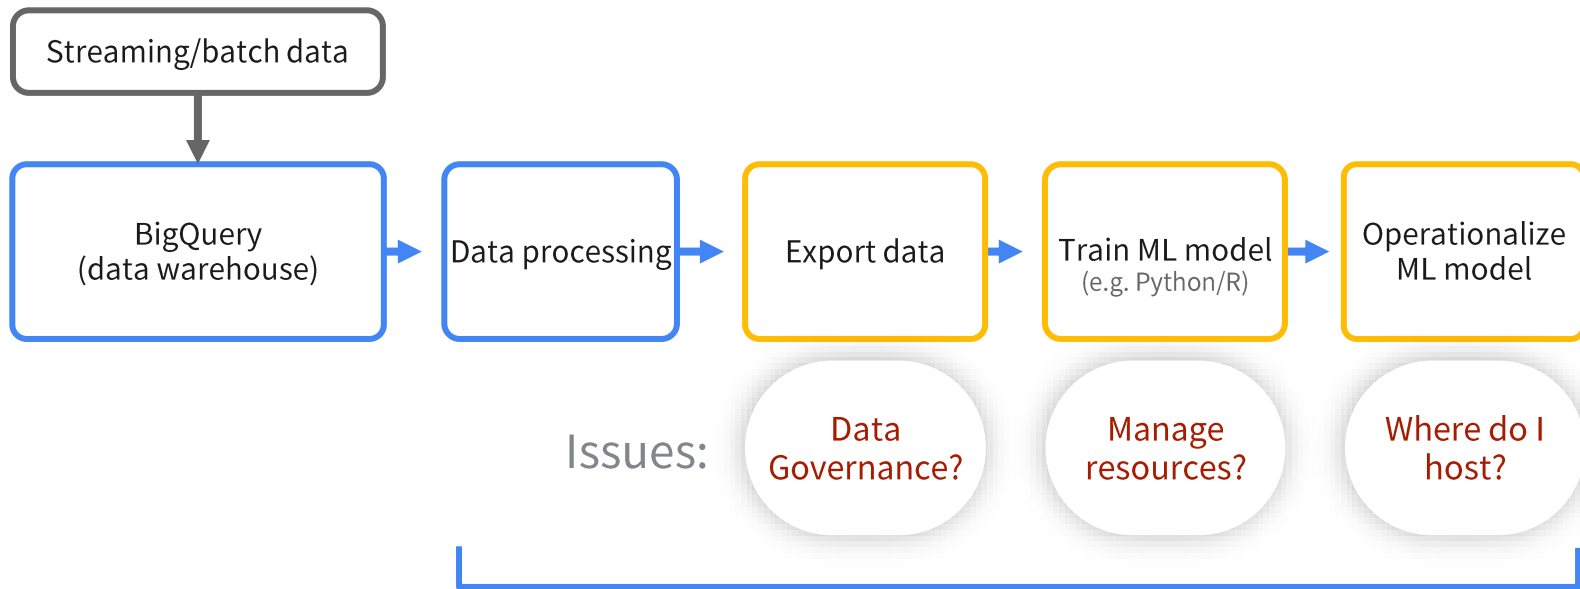 Streaming/batch data
BigQuery
(data warehouse)
Data processing
Export data
Train ML model
(e.g. Python/R)
Operationalize
ML model
Issues:
Data
Governance?
Manage
resources?
Where do I
host?